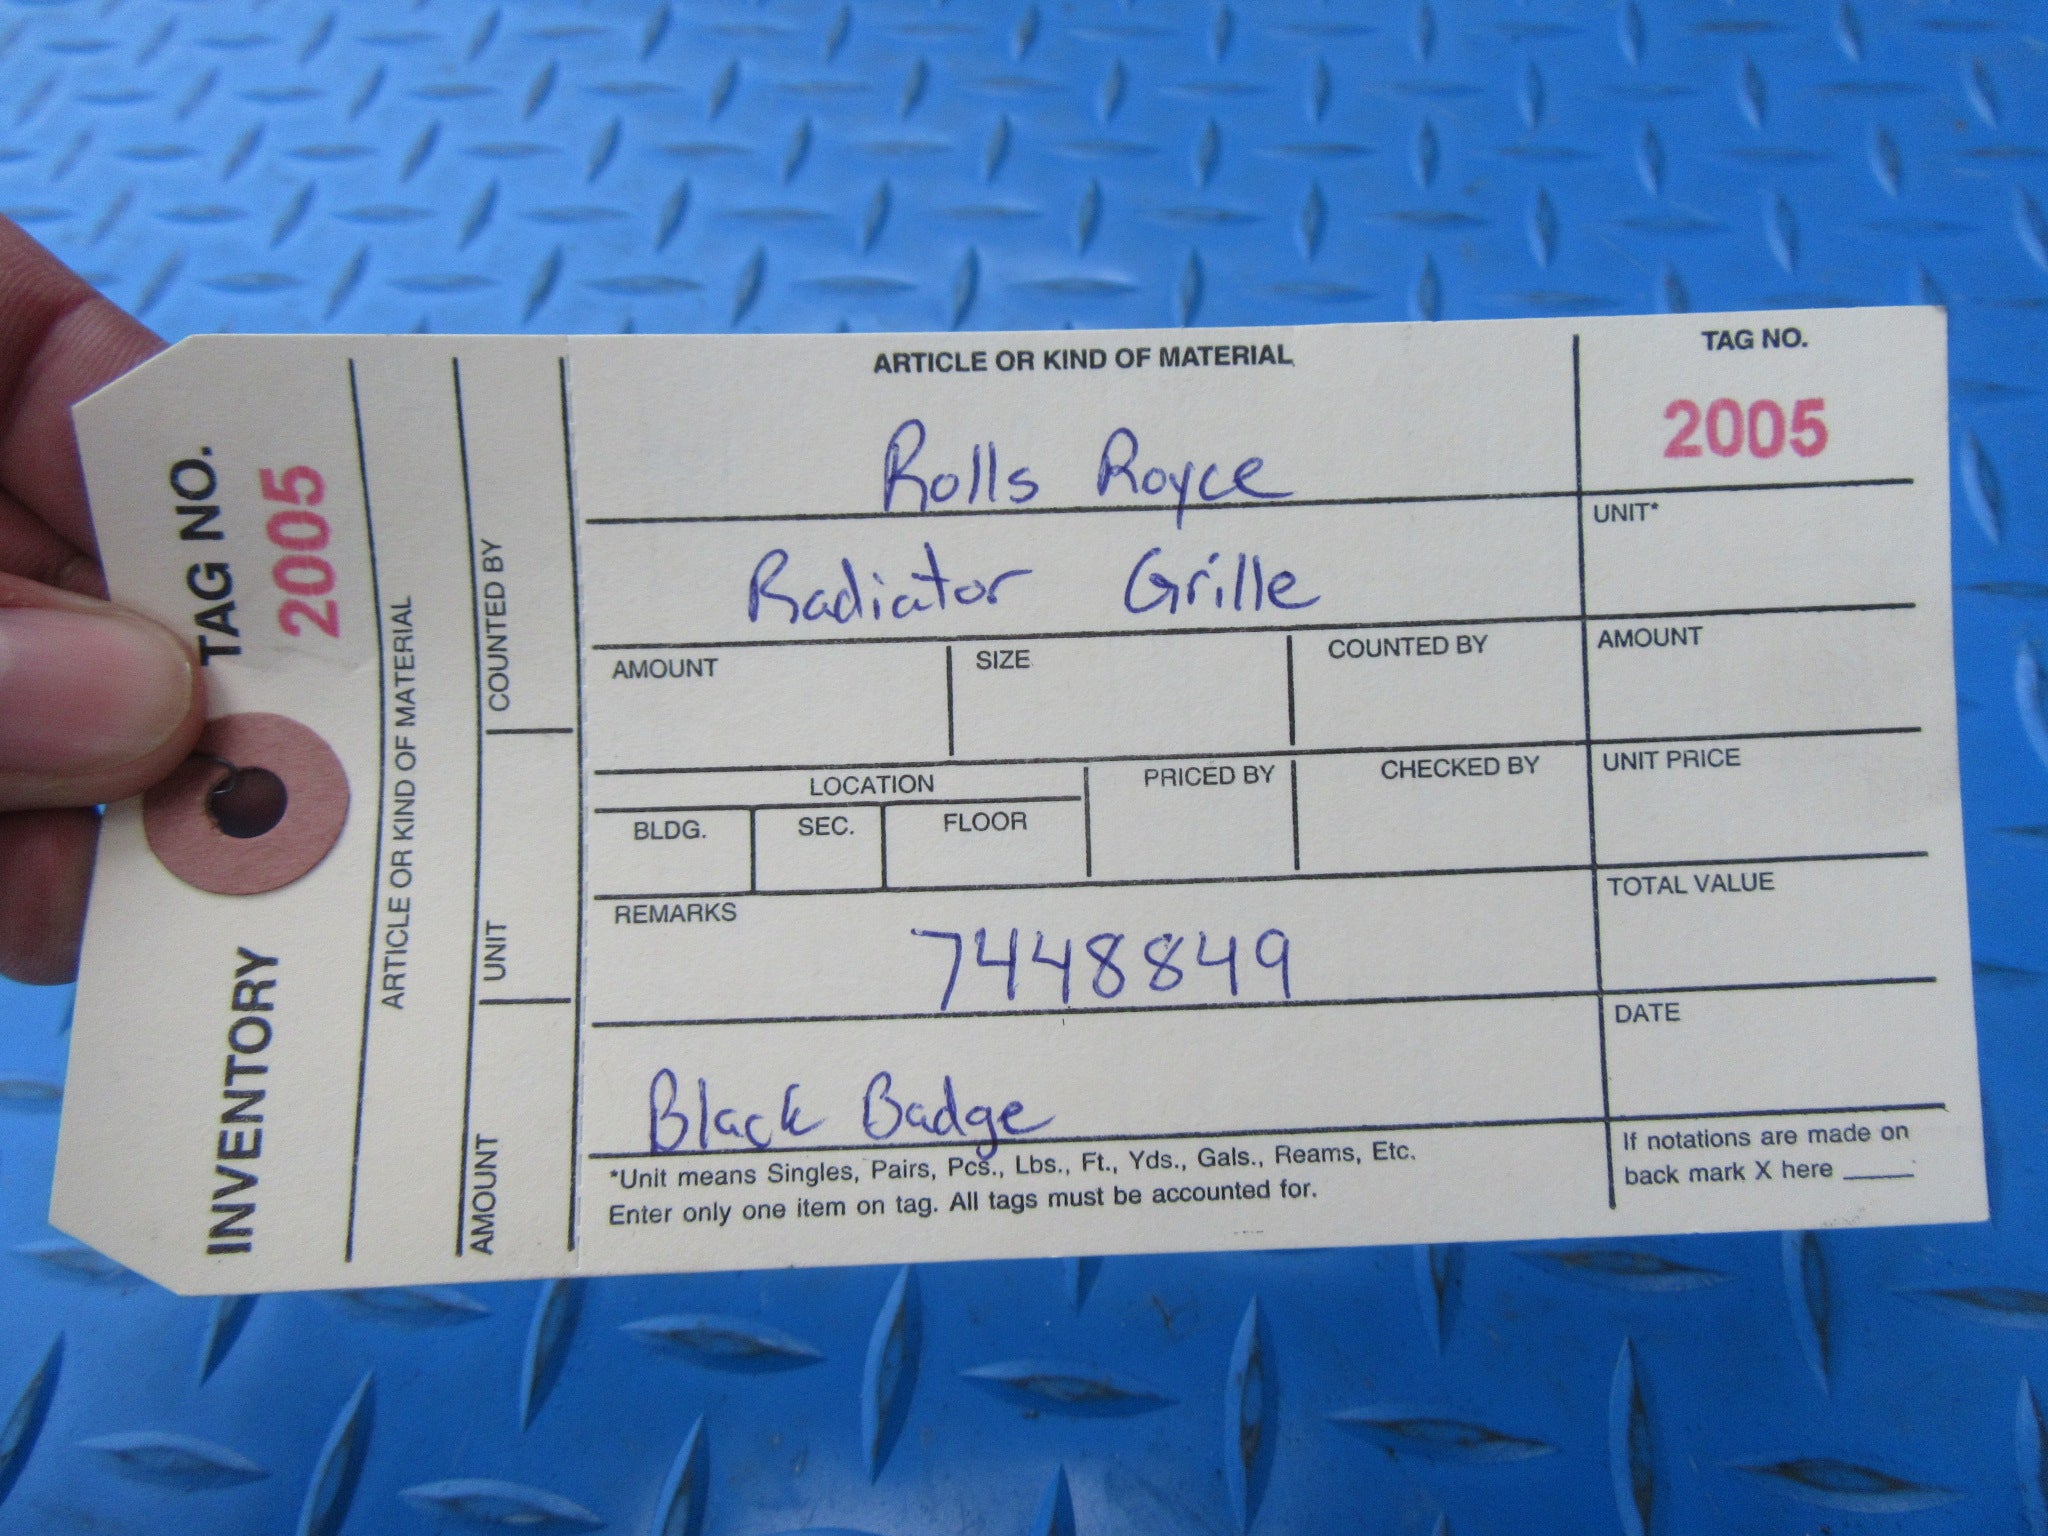 TAG NO.
2005
INVENTORY
ARTICLE OR KIND OF MATERIAL
COUNTED BY
UNIT
AMOUNT
ARTICLE OR KIND OF MATERIAL
Rolls Royce
Radiator Grille
TAG NO.
2005
UNIT*
AMOUNT
SIZE
COUNTED BY
AMOUNT
LOCATION
BLDG.
SEC.
FLOOR
PRICED BY
CHECKED BY
UNIT PRICE
REMARKS
7448849
TOTAL VALUE
Black Badge
DATE
*Unit means Singles, Pairs, Pcs., Lbs., Ft., Yds., Gals., Reams, Etc.
Enter only one item on tag. All tags must be accounted for.
If notations are made on
back mark X here _____